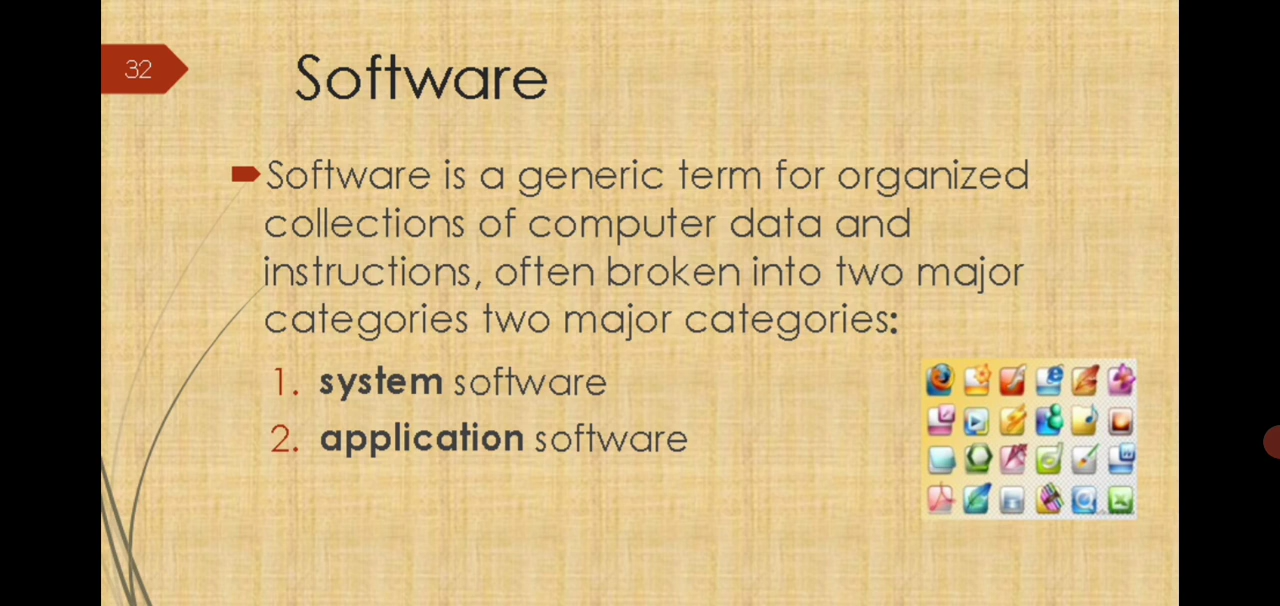 32
Software
Software is a generic term for organized
collections of computer data and
instructions, often broken into two major
categories two major categories:
1. system software
2. application software